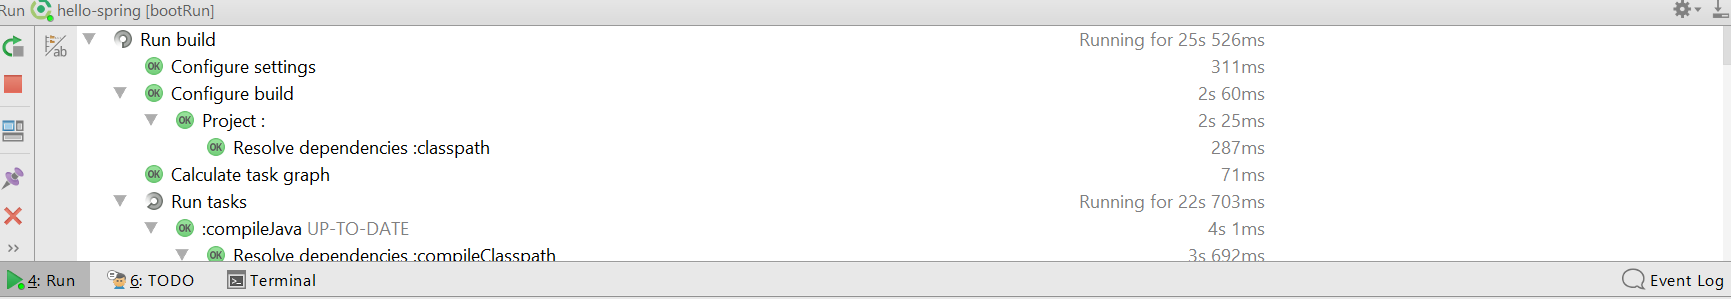 Run hello-spring [bootRun]
Run build Running for 25s 526ms
OK Configure settings 311ms
OK Configure build 2s 60ms
OK Project : 2s 25ms
OK Resolve dependencies :classpath 287ms
OK Calculate task graph 71ms
Run tasks Running for 22s 703ms
OK :compileJava UP-TO-DATE 4s 1ms
OK Resolve dependencies :compileClasspath 3s 692ms
4: Run 6: TODO Terminal Event Log